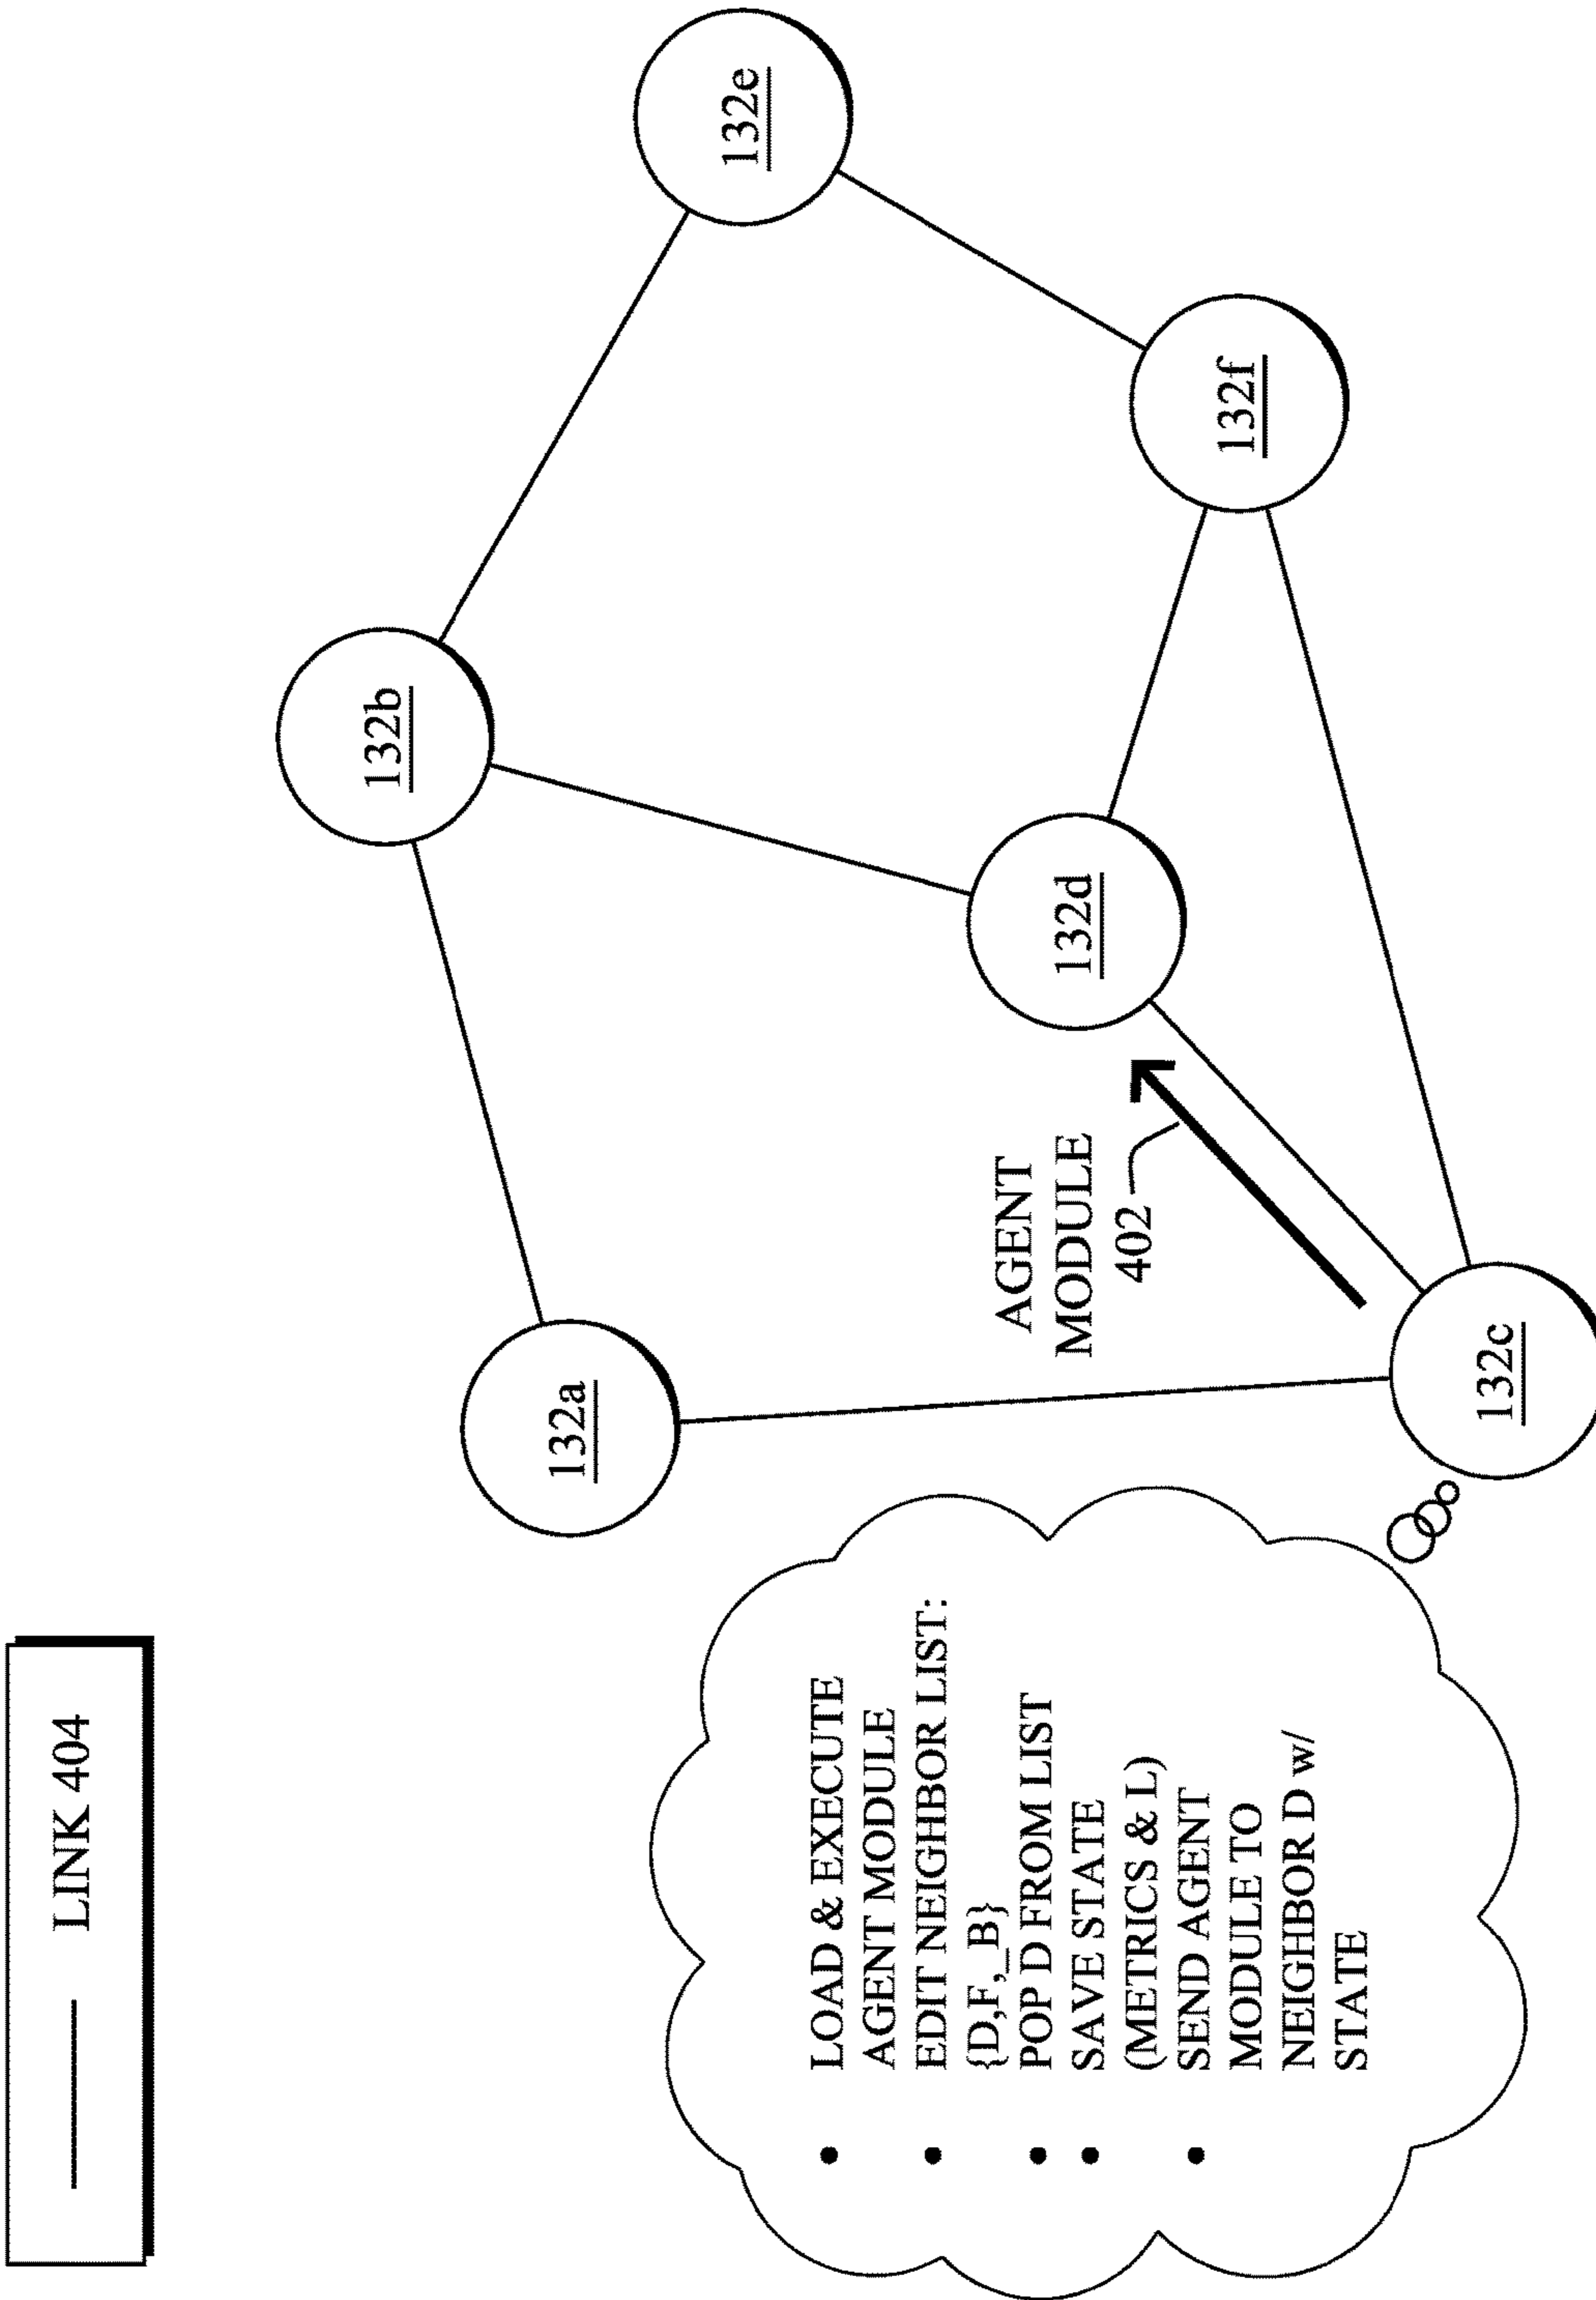 LINK 404
132a
132b
132c
132d
132e
132f
AGENT
MODULE
402
• LOAD & EXECUTE
AGENT MODULE
• EDIT NEIGHBOR LIST:
{D,F,_B}
• POP D FROM LIST
• SAVE STATE
(METRICS & L)
• SEND AGENT
MODULE TO
NEIGHBOR D w/
STATE